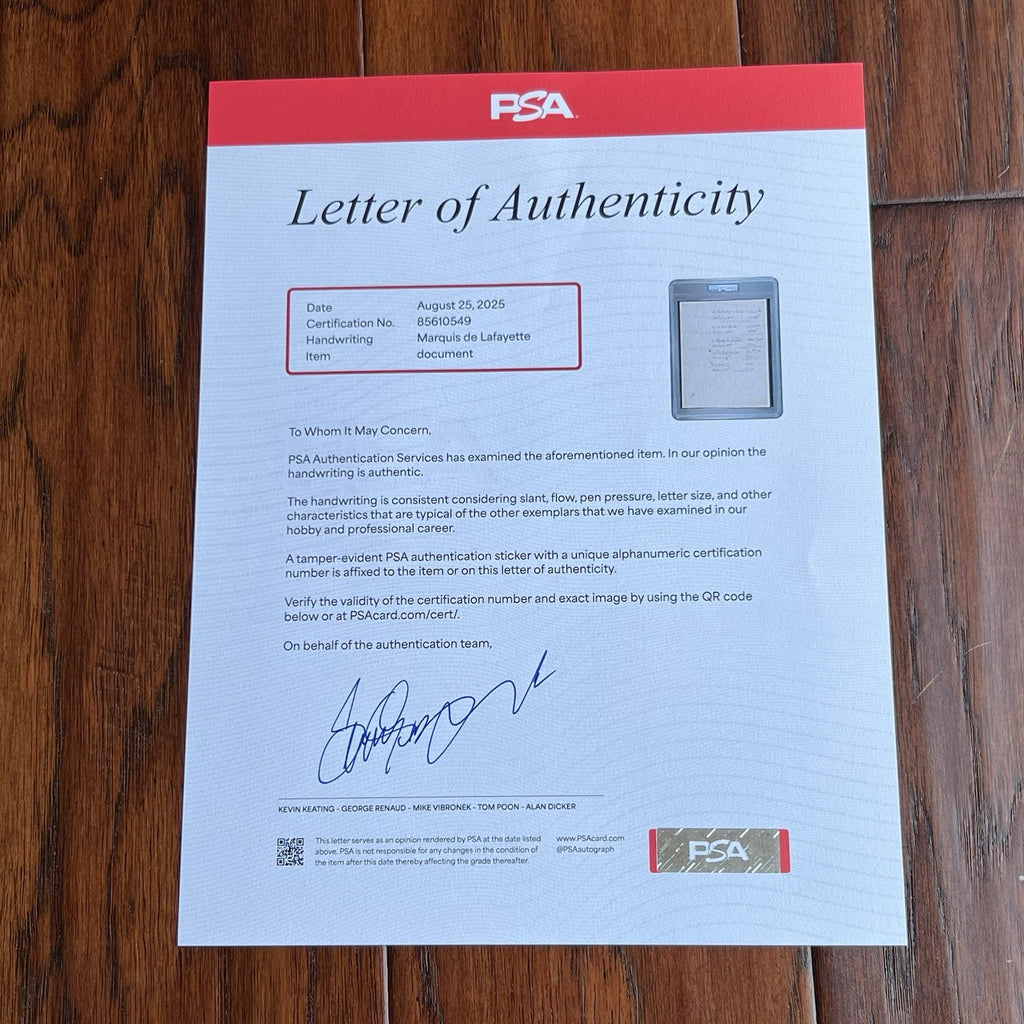 PSA
Letter of Authenticity
Date August 25, 2025
Certification No. 85610549
Handwriting Marquis de Lafayette
Item document
To Whom It May Concern,
PSA Authentication Services has examined the aforementioned item. In our opinion the
handwriting is authentic.
The handwriting is consistent considering slant, flow, pen pressure, letter size, and other
characteristics that are typical of the other exemplars that we have examined in our
hobby and professional career.
A tamper-evident PSA authentication sticker with a unique alphanumeric certification
number is affixed to the item or on this letter of authenticity.
Verify the validity of the certification number and exact image by using the QR code
below or at PSAcard.com/cert/.
On behalf of the authentication team,
KEVIN KEATING - GEORGE RENAUD - MIKE VIBRONEK - TOM POON - ALAN DICKER
This letter serves as an opinion rendered by PSA at the date listed
above. PSA is not responsible for any changes in the condition of
the item after this date thereby affecting the grade thereafter.
www.PSAcard.com
@PSAautograph
PSA